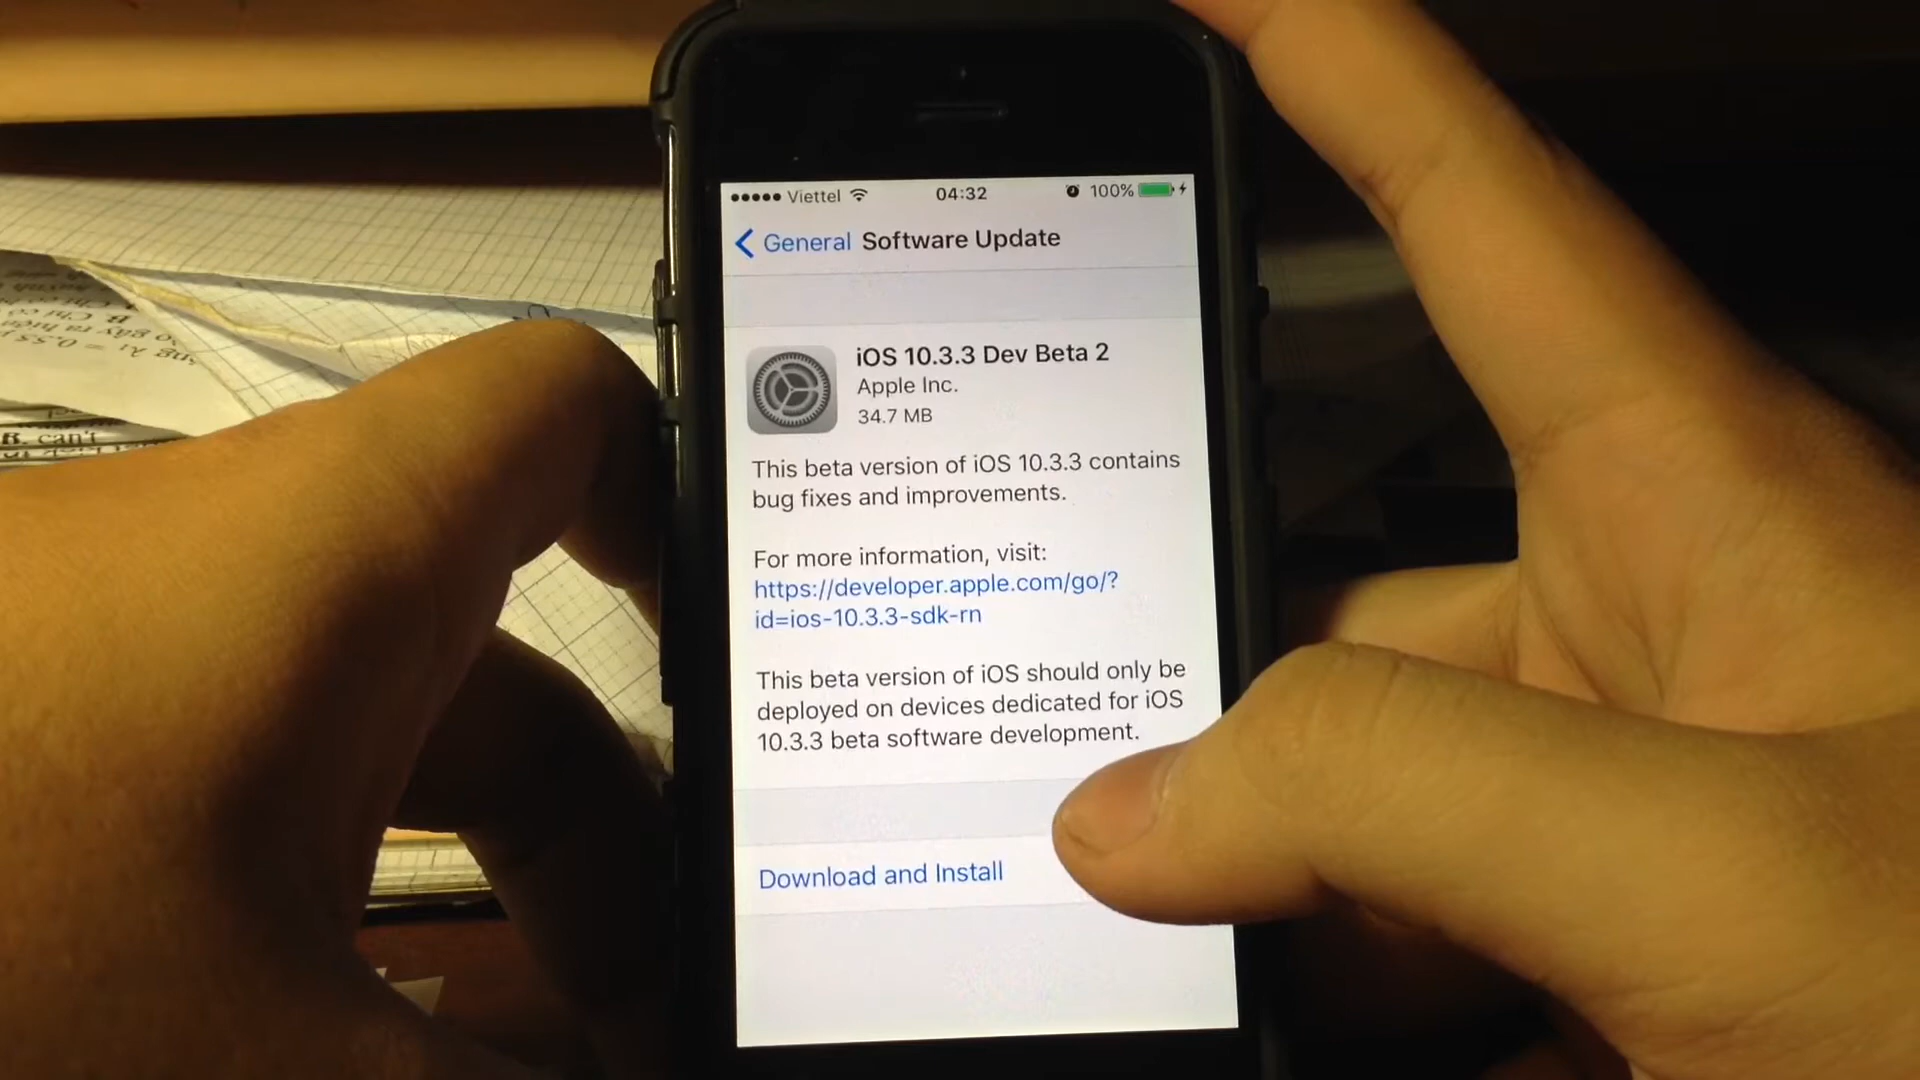 ●●●●● Viettel 04:32 100%
General Software Update
iOS 10.3.3 Dev Beta 2
Apple Inc.
34.7 MB
This beta version of iOS 10.3.3 contains
bug fixes and improvements.
For more information, visit:
https://developer.apple.com/go/?
id=ios-10.3.3-sdk-rn
This beta version of iOS should only be
deployed on devices dedicated for iOS
10.3.3 beta software development.
Download and Install
B. can't